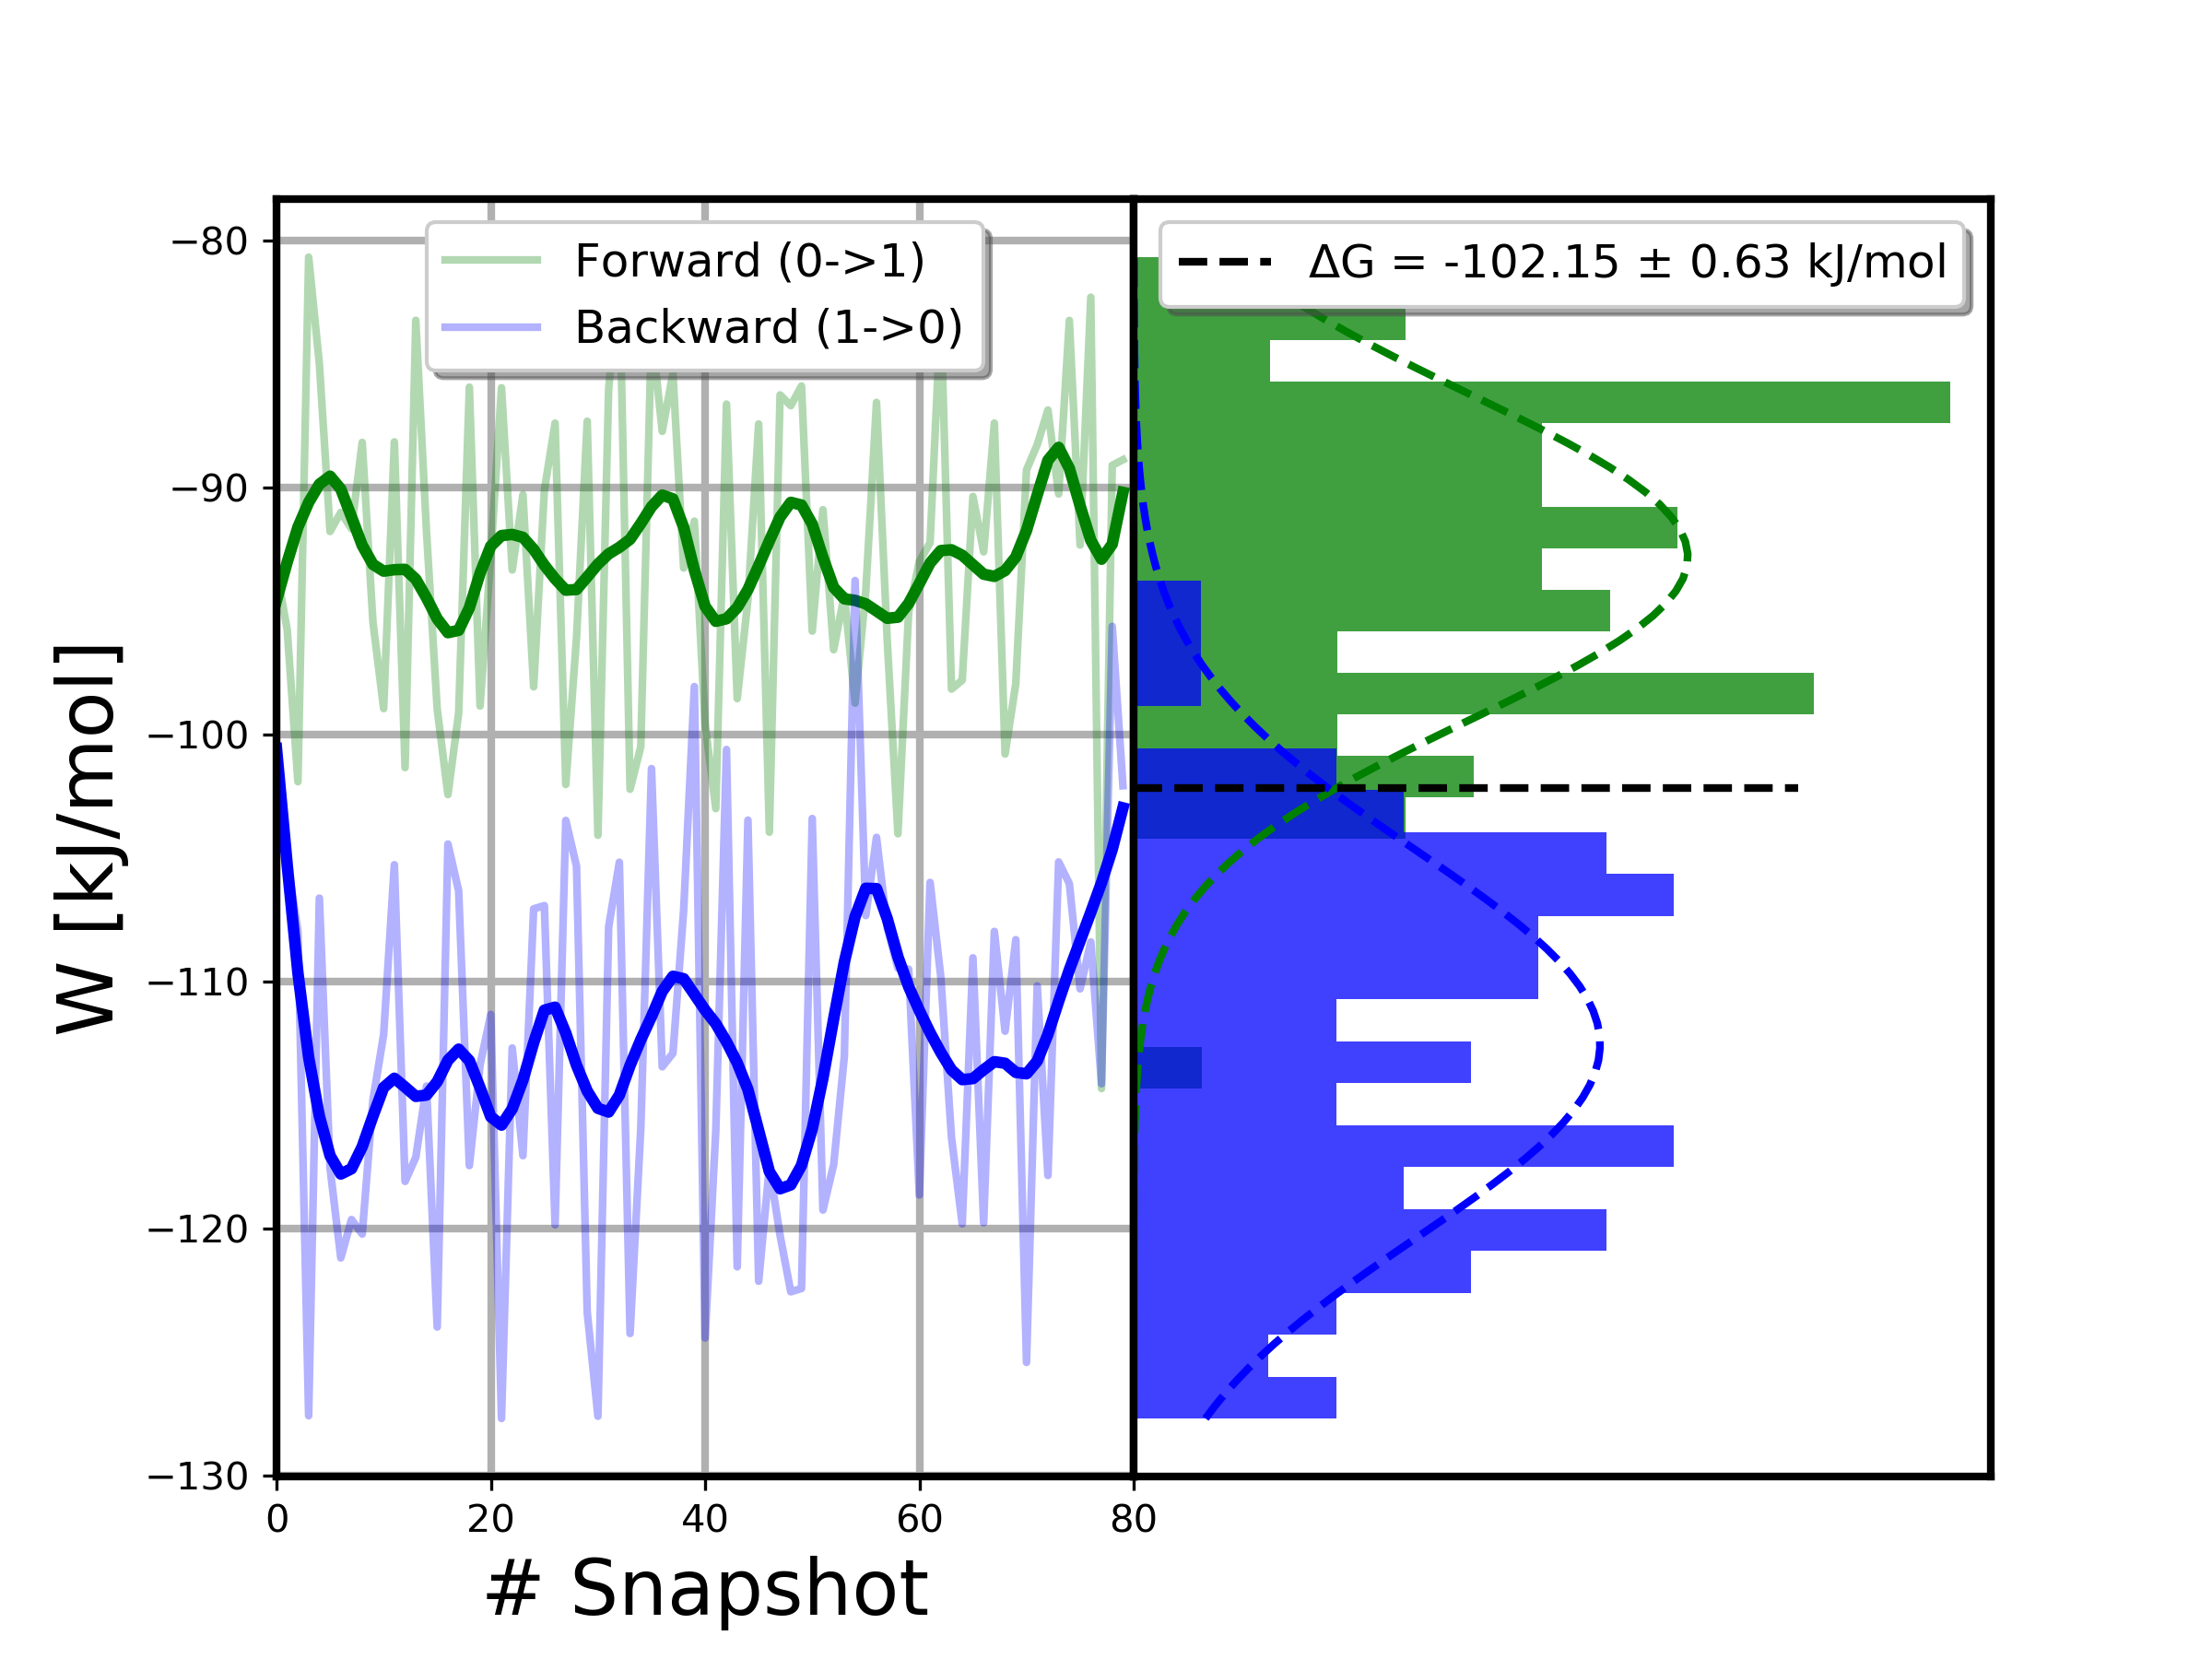 Forward (0->1)
Backward (1->0)
ΔG = -102.15 ± 0.63 kJ/mol
W [kJ/mol]
−80
−90
−100
−110
−120
−130
0 20 40 60 80
# Snapshot